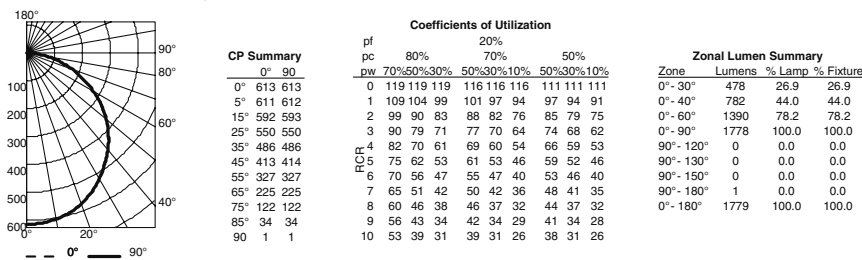 180°
90°
80°
60°
40°
20°
0°
100
200
300
400
500
600
0° 90°
CP Summary
0° 90
0° 613 613
5° 611 612
15° 592 593
25° 550 550
35° 486 486
45° 413 414
55° 327 327
65° 225 225
75° 122 122
85° 34 34
90 1 1
Coefficients of Utilization
pf 20%
pc 80% 70% 50%
pw 70%50%30% 50%30%10% 50%30%10%
RCR
0 119 119 119 116 116 116 111 111 111
1 109 104 99 101 97 94 97 94 91
2 99 90 83 88 82 76 85 79 75
3 90 79 71 77 70 64 74 68 62
4 82 70 61 69 60 54 66 59 53
5 75 62 53 61 53 46 59 52 46
6 70 56 47 55 47 40 53 46 40
7 65 51 42 50 42 36 48 41 35
8 60 46 38 46 37 32 44 37 32
9 56 43 34 42 34 29 41 34 28
10 53 39 31 39 31 26 38 31 26
Zonal Lumen Summary
Zone Lumens % Lamp % Fixture
0°- 30° 478 26.9 26.9
0°- 40° 782 44.0 44.0
0°- 60° 1390 78.2 78.2
0°- 90° 1778 100.0 100.0
90°- 120° 0 0.0 0.0
90°- 130° 0 0.0 0.0
90°- 150° 0 0.0 0.0
90°- 180° 1 0.0 0.0
0°- 180° 1779 100.0 100.0